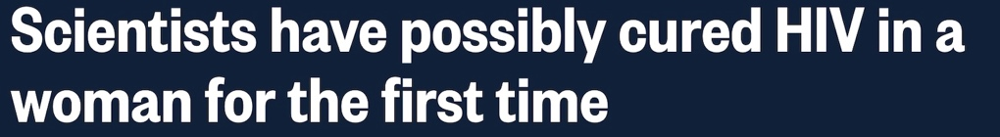 Scientists have possibly cured HIV in a
woman for the first time